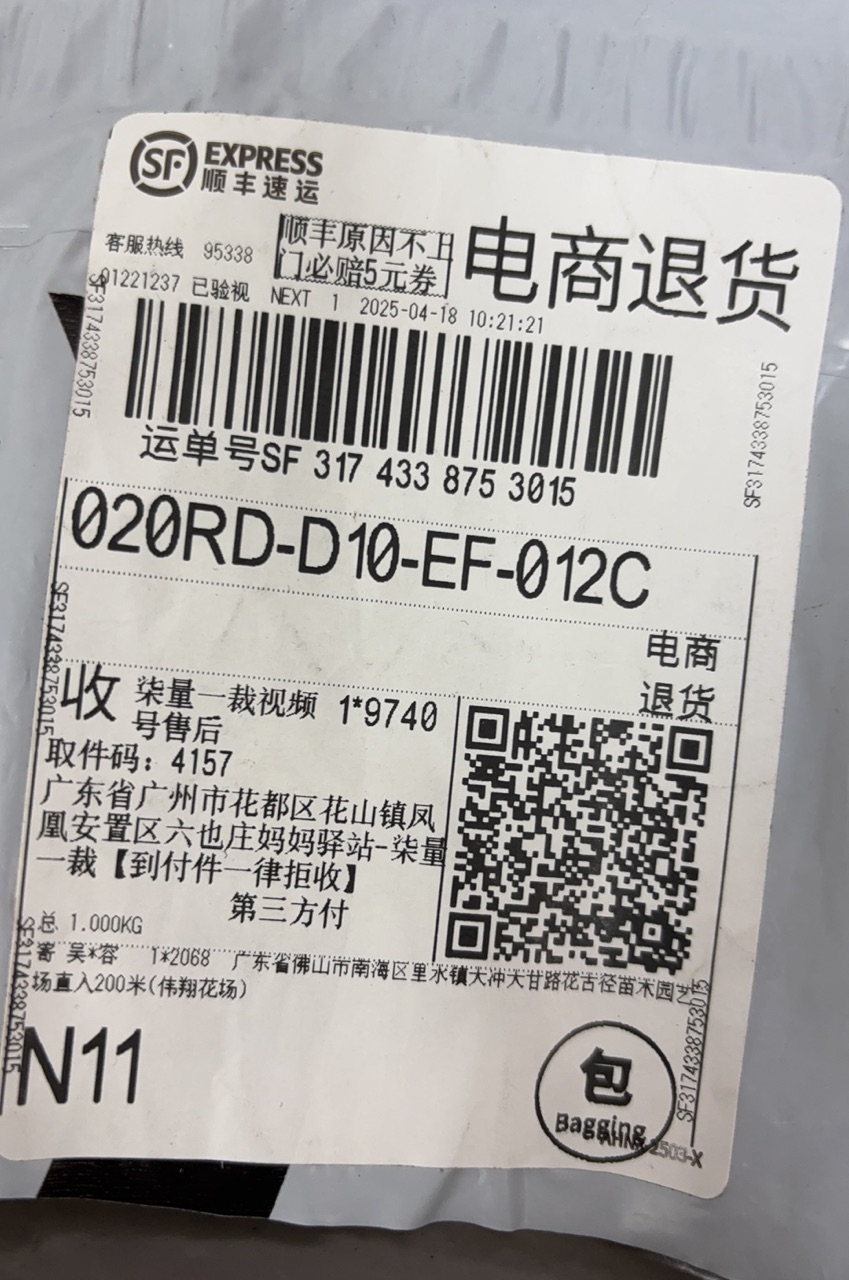 SF EXPRESS
顺丰速运
客服热线 95338
顺丰原因不上
门必赔5元券
电商退货
01221237 已验视 NEXT 1 2025-04-18 10:21:21
SF3174338753015
SF3174338753015
运单号SF 317 433 875 3015
020RD-D10-EF-012C
电商
退货
SF3174338753015
收 柒量一裁视频 1*9740
号售后
取件码：4157
广东省广州市花都区花山镇凤
凰安置区六也庄妈妈驿站-柒量
一裁【到付件一律拒收】
第三方付
总 1.000KG
寄 吴*容 1*2068 广东省佛山市南海区里水镇大冲大甘路花古径苗木园艺
场直入200米(伟翔花场)
SF3174338753015
SF3174338753015
N11
包
Bagging
2503-X